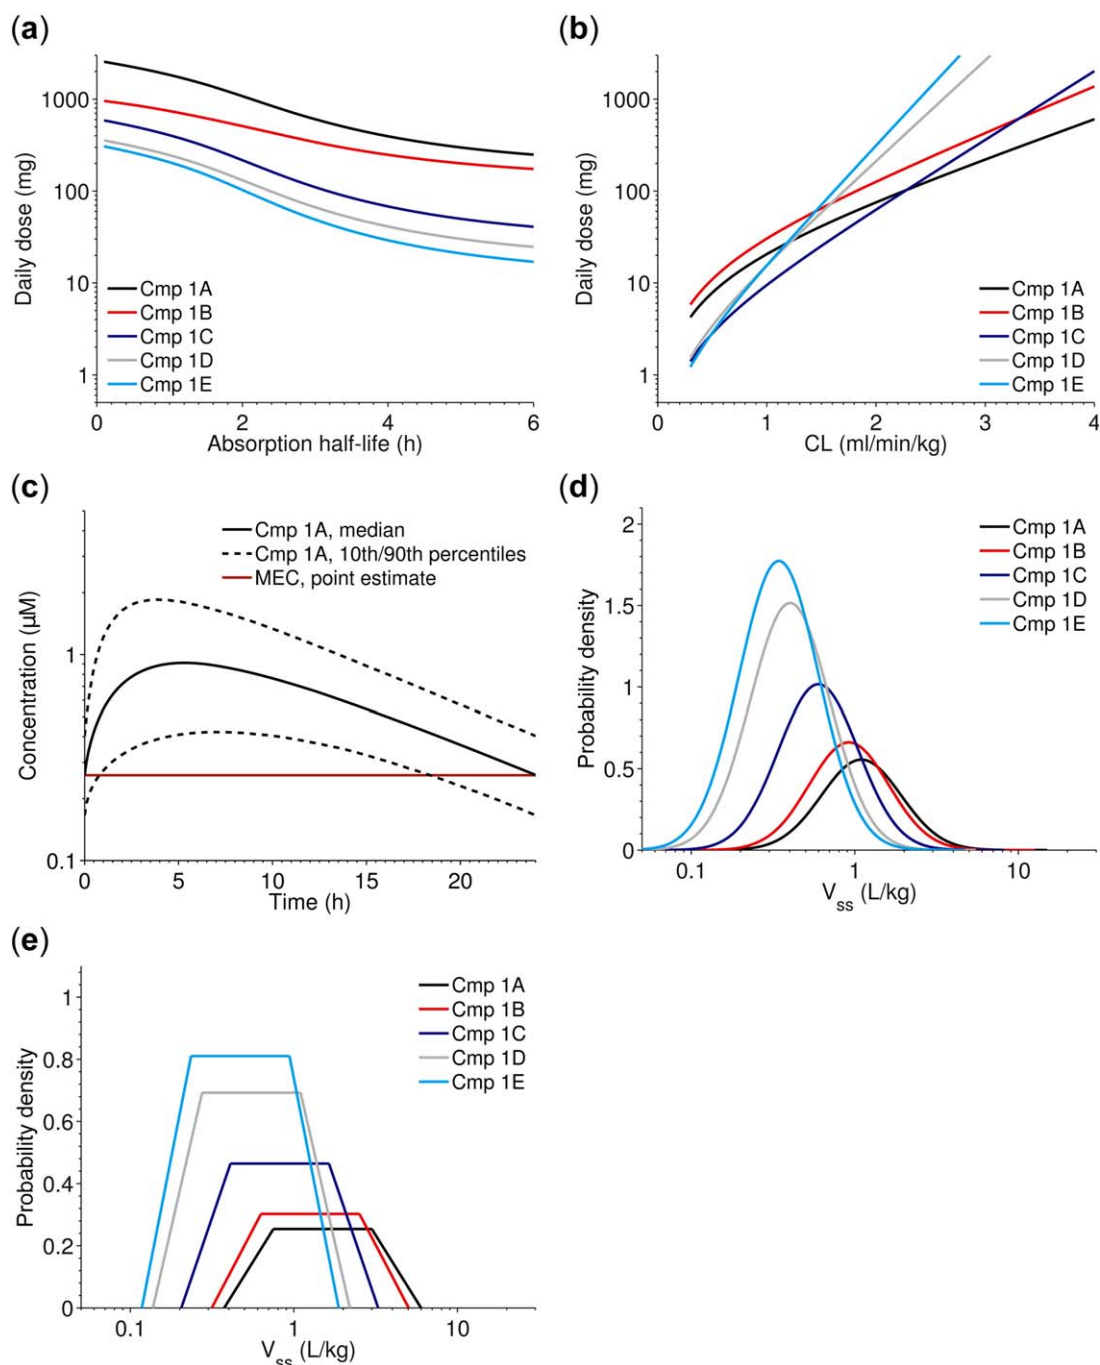 (a)
Daily dose (mg)
1000
100
10
1
Cmp 1A
Cmp 1B
Cmp 1C
Cmp 1D
Cmp 1E
0 2 4 6
Absorption half-life (h)
(b)
Daily dose (mg)
1000
100
10
1
Cmp 1A
Cmp 1B
Cmp 1C
Cmp 1D
Cmp 1E
0 1 2 3 4
CL (ml/min/kg)
(c)
Cmp 1A, median
Cmp 1A, 10th/90th percentiles
MEC, point estimate
Concentration (µM)
1
0.1
0 5 10 15 20
Time (h)
(d)
Probability density
2
1.5
1
0.5
0
Cmp 1A
Cmp 1B
Cmp 1C
Cmp 1D
Cmp 1E
0.1 1 10
Vss (L/kg)
(e)
Probability density
1
0.8
0.6
0.4
0.2
0
Cmp 1A
Cmp 1B
Cmp 1C
Cmp 1D
Cmp 1E
0.1 1 10
Vss (L/kg)